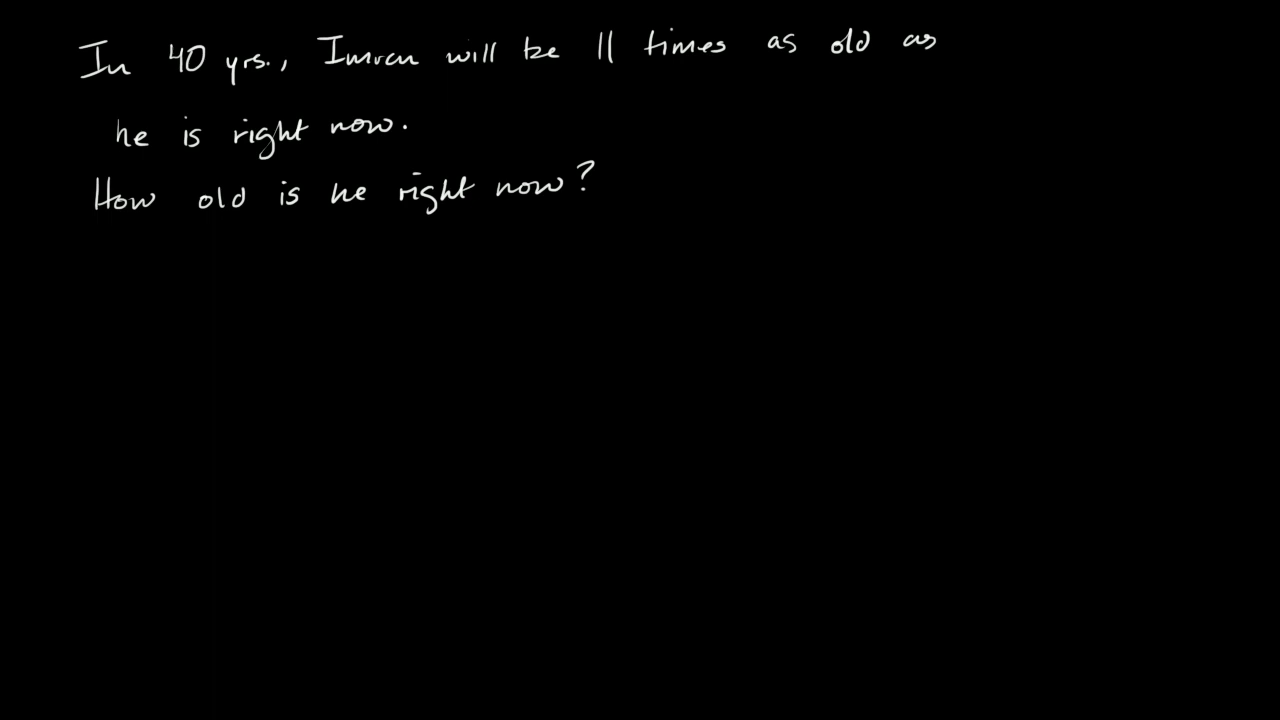 In 40 yrs., Imran will be 11 times as old as
he is right now.
How old is he right now?